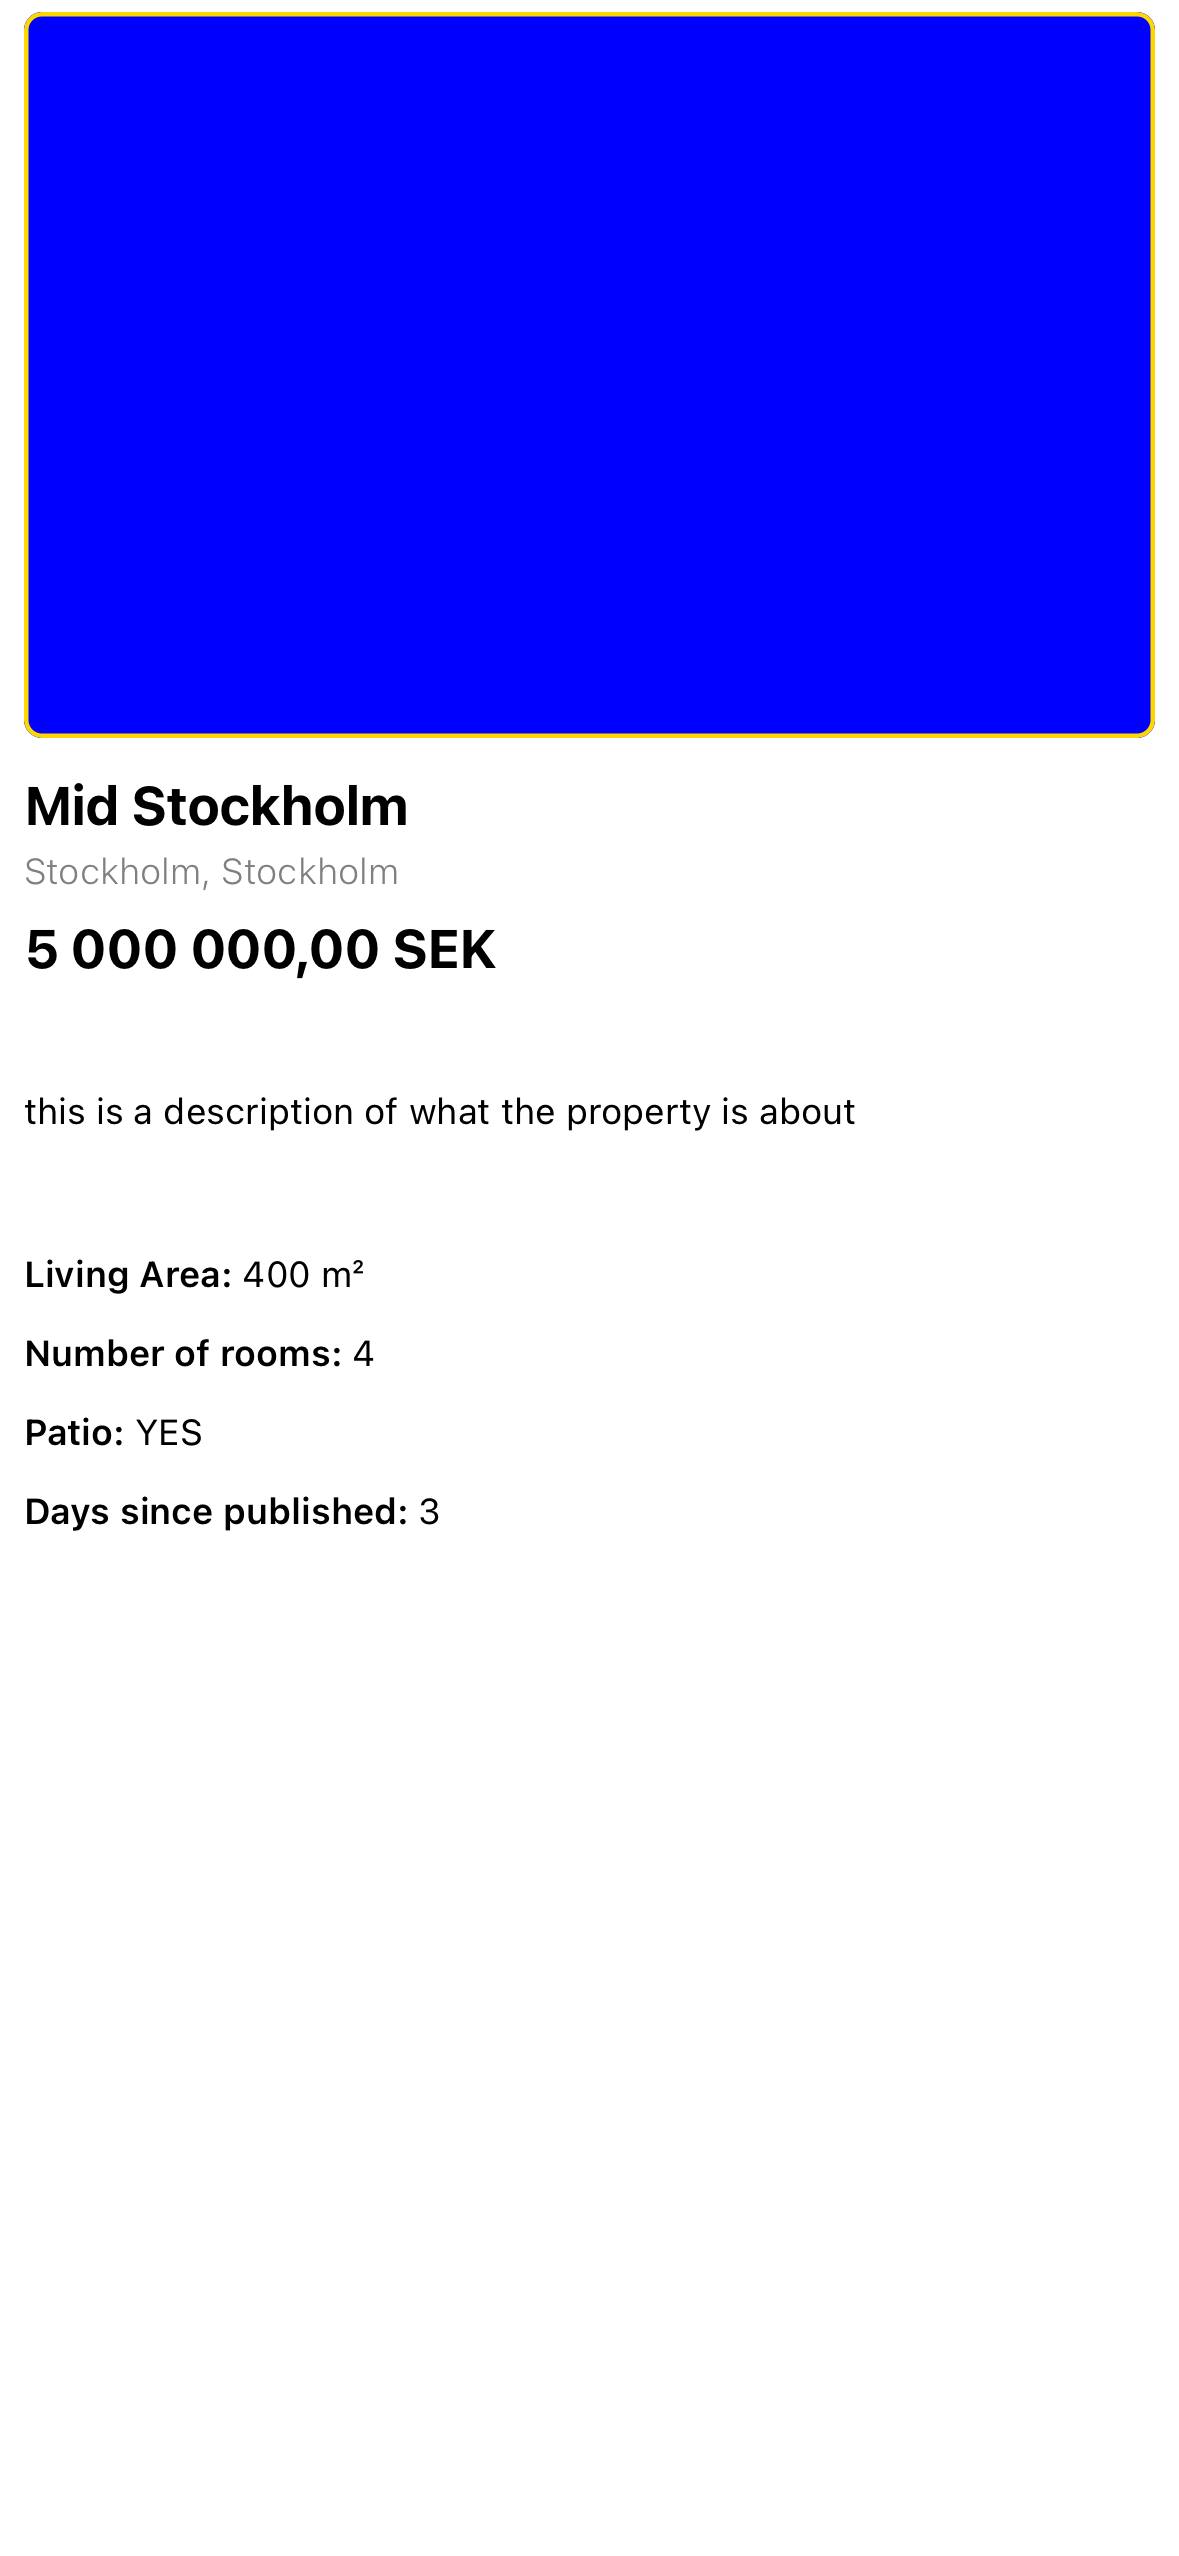 Mid Stockholm
Stockholm, Stockholm
5 000 000,00 SEK
this is a description of what the property is about
Living Area: 400 m²
Number of rooms: 4
Patio: YES
Days since published: 3